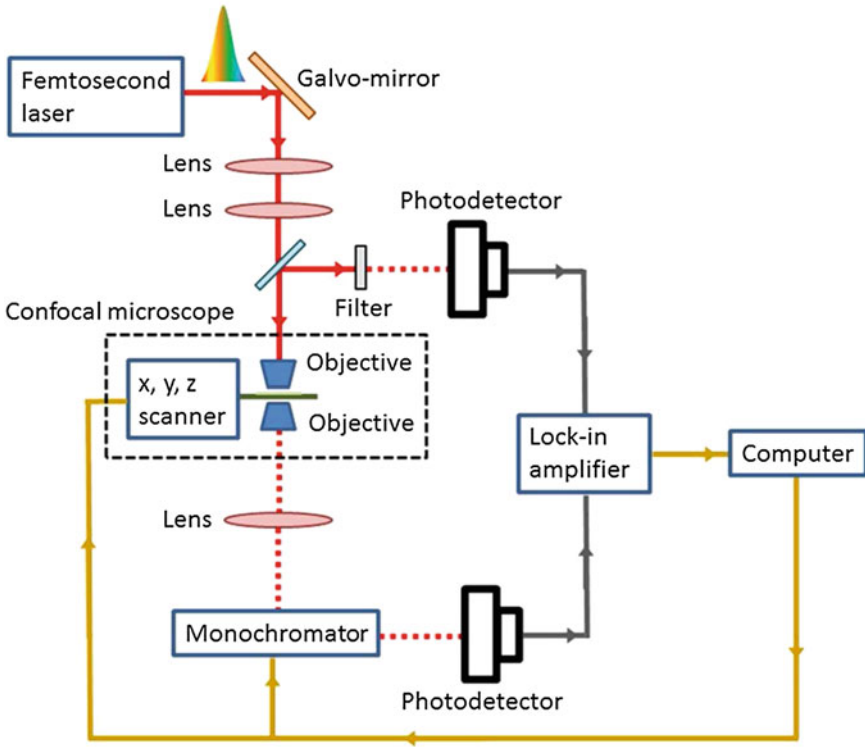 Femtosecond
laser
Galvo-mirror
Lens
Lens
Photodetector
Filter
Confocal microscope
x, y, z
scanner
Objective
Objective
Lock-in
amplifier
Computer
Lens
Monochromator
Photodetector